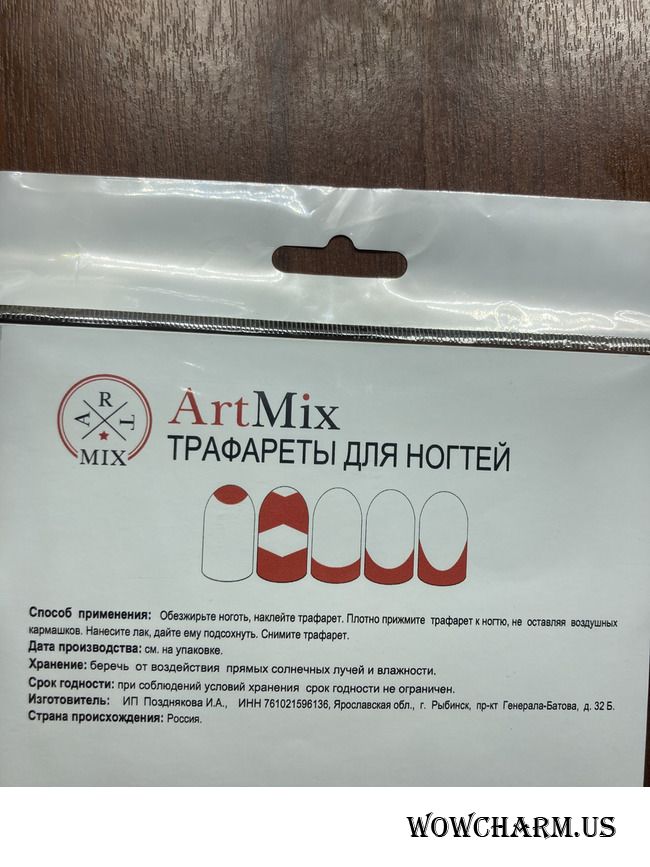 A R T
MIX
ArtMix
ТРАФАРЕТЫ ДЛЯ НОГТЕЙ
Способ применения: Обезжирьте ноготь, наклейте трафарет. Плотно прижмите трафарет к ногтю, не оставляя воздушных
кармашков. Нанесите лак, дайте ему подсохнуть. Снимите трафарет.
Дата производства: см. на упаковке.
Хранение: беречь от воздействия прямых солнечных лучей и влажности.
Срок годности: при соблюдений условий хранения срок годности не ограничен.
Изготовитель: ИП Позднякова И.А., ИНН 761021596136, Ярославская обл., г. Рыбинск, пр-кт Генерала-Батова, д. 32 Б.
Страна происхождения: Россия.
WOWCHARM.US